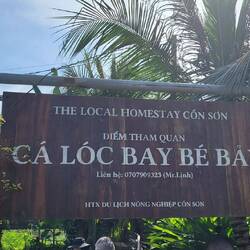 THE LOCAL HOMESTAY CỒN SƠN
ĐIỂM THAM QUAN
CÁ LÓC BAY BÉ BẢ
Liên hệ: 0707909323 (Mr.Linh)
HTX DU LỊCH NÔNG NGHIỆP CỒN SƠN